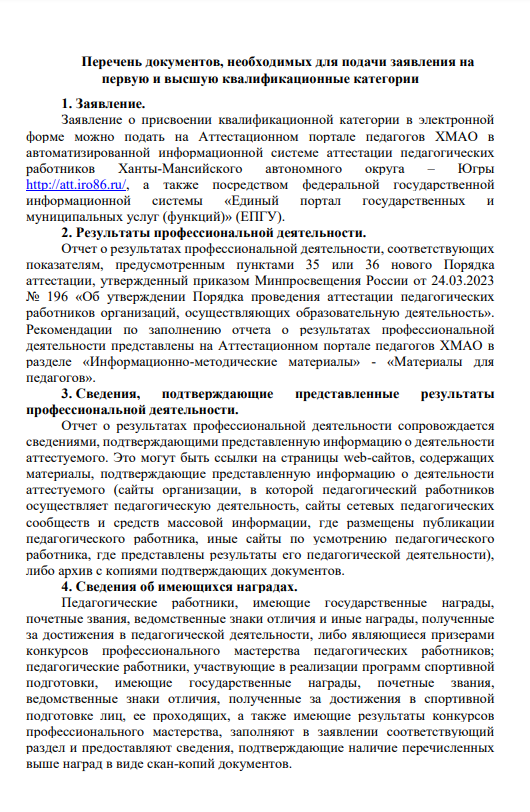 Перечень документов, необходимых для подачи заявления на
первую и высшую квалификационные категории
1. Заявление.
Заявление о присвоении квалификационной категории в электронной
форме можно подать на Аттестационном портале педагогов ХМАО в
автоматизированной информационной системе аттестации педагогических
работников Ханты-Мансийского автономного округа – Югры
http://att.iro86.ru/, а также посредством федеральной государственной
информационной системы «Единый портал государственных и
муниципальных услуг (функций)» (ЕПГУ).
2. Результаты профессиональной деятельности.
Отчет о результатах профессиональной деятельности, соответствующих
показателям, предусмотренным пунктами 35 или 36 нового Порядка
аттестации, утвержденный приказом Минпросвещения России от 24.03.2023
№ 196 «Об утверждении Порядка проведения аттестации педагогических
работников организаций, осуществляющих образовательную деятельность».
Рекомендации по заполнению отчета о результатах профессиональной
деятельности представлены на Аттестационном портале педагогов ХМАО в
разделе «Информационно-методические материалы» - «Материалы для
педагогов».
3. Сведения, подтверждающие представленные результаты
профессиональной деятельности.
Отчет о результатах профессиональной деятельности сопровождается
сведениями, подтверждающими представленную информацию о деятельности
аттестуемого. Это могут быть ссылки на страницы web-сайтов, содержащих
материалы, подтверждающие представленную информацию о деятельности
аттестуемого (сайты организации, в которой педагогический работников
осуществляет педагогическую деятельность, сайты сетевых педагогических
сообществ и средств массовой информации, где размещены публикации
педагогического работника, иные сайты по усмотрению педагогического
работника, где представлены результаты его педагогической деятельности),
либо архив с копиями подтверждающих документов.
4. Сведения об имеющихся наградах.
Педагогические работники, имеющие государственные награды,
почетные звания, ведомственные знаки отличия и иные награды, полученные
за достижения в педагогической деятельности, либо являющиеся призерами
конкурсов профессионального мастерства педагогических работников;
педагогические работники, участвующие в реализации программ спортивной
подготовки, имеющие государственные награды, почетные звания,
ведомственные знаки отличия, полученные за достижения в спортивной
подготовке лиц, ее проходящих, а также имеющие результаты конкурсов
профессионального мастерства, заполняют в заявлении соответствующий
раздел и предоставляют сведения, подтверждающие наличие перечисленных
выше наград в виде скан-копий документов.